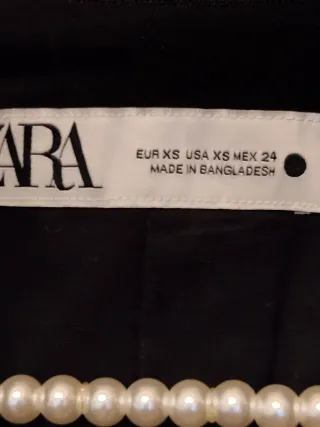 ZARA
EUR XS USA XS MEX 24
MADE IN BANGLADESH